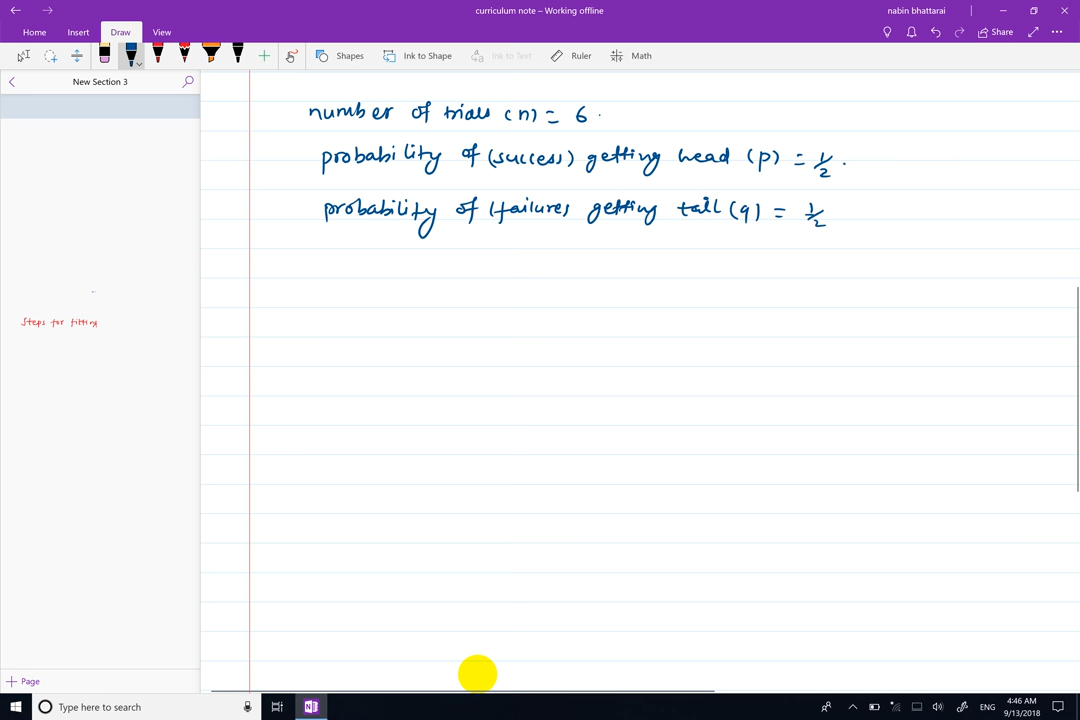 curriculum note – Working offline
nabin bhattarai
Home Insert Draw View
Share
Shapes Ink to Shape Ink to Text Ruler Math
New Section 3
number of trials (n) = 6.
probability of (success) getting head (p) = 1/2.
probability of (failures getting tail (q) = 1/2
Steps for fitting
+ Page
Type here to search
ENG
4:46 AM
9/13/2018